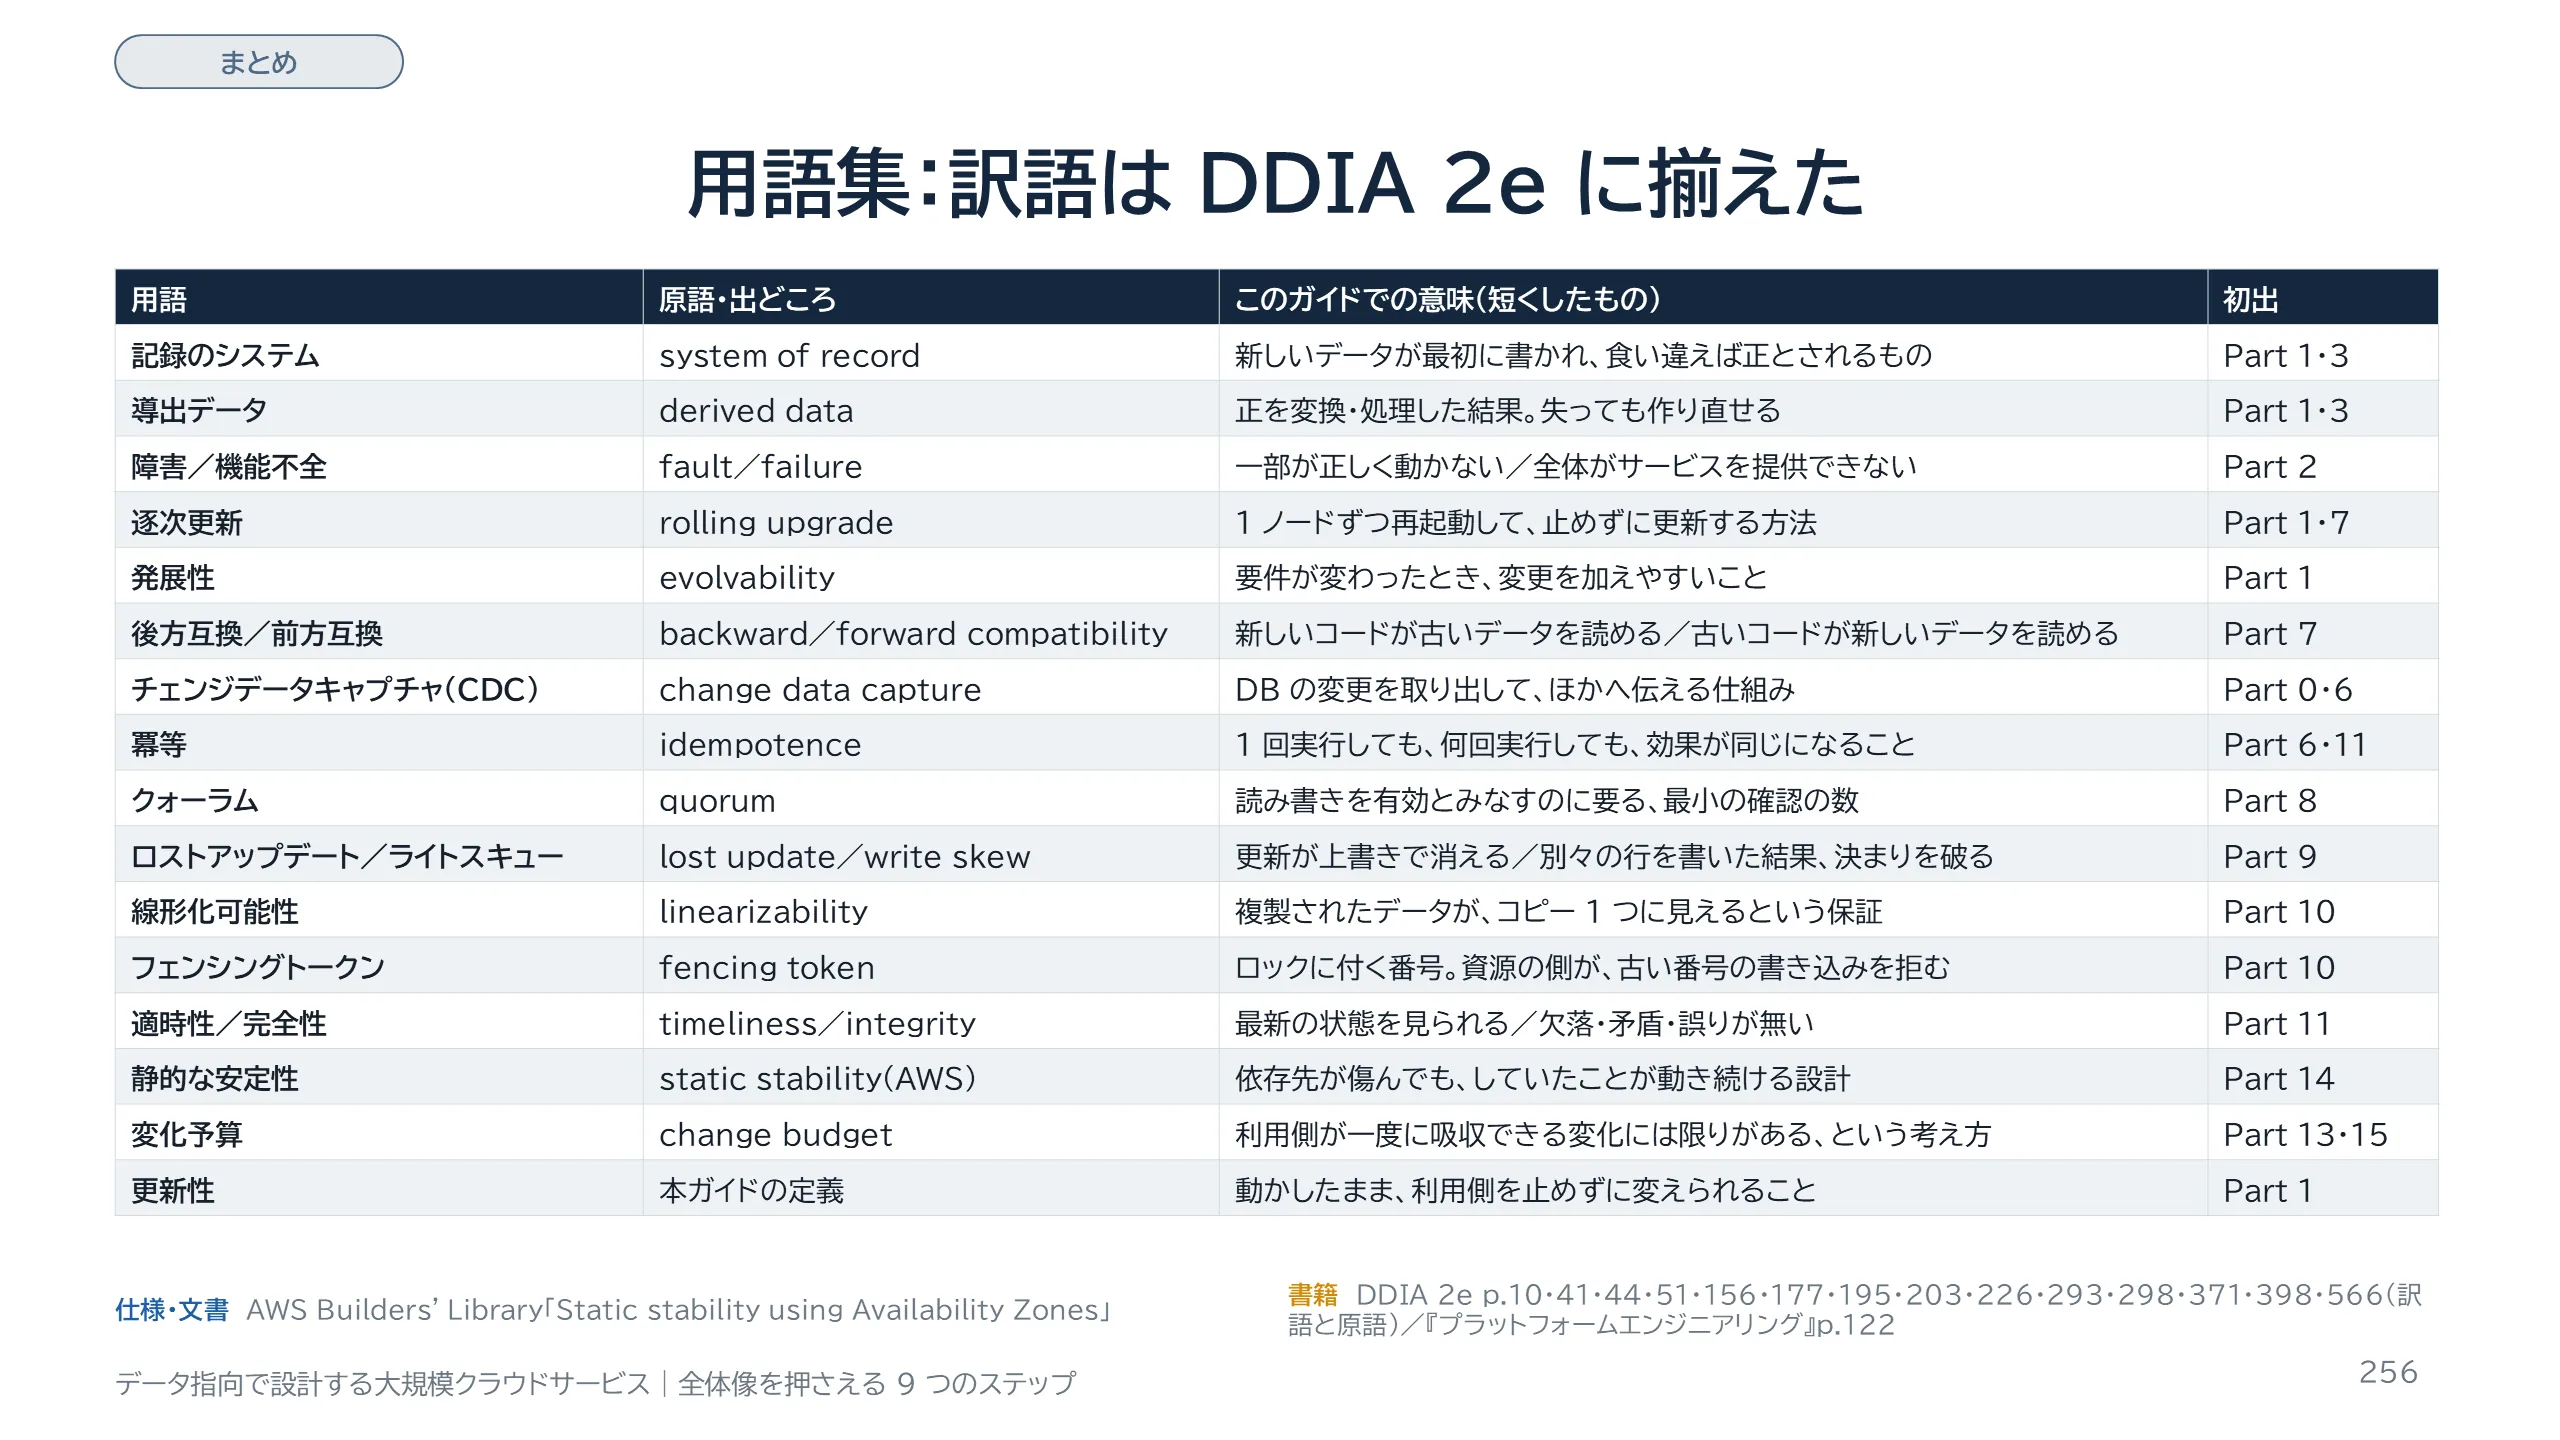 まとめ
用語集：訳語は DDIA 2e に揃えた
用語 原語・出どころ このガイドでの意味（短くしたもの） 初出
記録のシステム system of record 新しいデータが最初に書かれ、食い違えば正とされるもの Part 1・3
導出データ derived data 正を変換・処理した結果。失っても作り直せる Part 1・3
障害／機能不全 fault／failure 一部が正しく動かない／全体がサービスを提供できない Part 2
逐次更新 rolling upgrade 1 ノードずつ再起動して、止めずに更新する方法 Part 1・7
発展性 evolvability 要件が変わったとき、変更を加えやすいこと Part 1
後方互換／前方互換 backward／forward compatibility 新しいコードが古いデータを読める／古いコードが新しいデータを読める Part 7
チェンジデータキャプチャ（CDC） change data capture DB の変更を取り出して、ほかへ伝える仕組み Part 0・6
冪等 idempotence 1 回実行しても、何回実行しても、効果が同じになること Part 6・11
クォーラム quorum 読み書きを有効とみなすのに要る、最小の確認の数 Part 8
ロストアップデート／ライトスキュー lost update／write skew 更新が上書きで消える／別々の行を書いた結果、決まりを破る Part 9
線形化可能性 linearizability 複製されたデータが、コピー 1 つに見えるという保証 Part 10
フェンシングトークン fencing token ロックに付く番号。資源の側が、古い番号の書き込みを拒む Part 10
適時性／完全性 timeliness／integrity 最新の状態を見られる／欠落・矛盾・誤りが無い Part 11
静的な安定性 static stability（AWS） 依存先が傷んでも、していたことが動き続ける設計 Part 14
変化予算 change budget 利用側が一度に吸収できる変化には限りがある、という考え方 Part 13・15
更新性 本ガイドの定義 動かしたまま、利用側を止めずに変えられること Part 1
仕様・文書 AWS Builders’ Library「Static stability using Availability Zones」
書籍 DDIA 2e p.10・41・44・51・156・177・195・203・226・293・298・371・398・566（訳
語と原語）／『プラットフォームエンジニアリング』p.122
データ指向で設計する大規模クラウドサービス｜全体像を押さえる 9 つのステップ
256